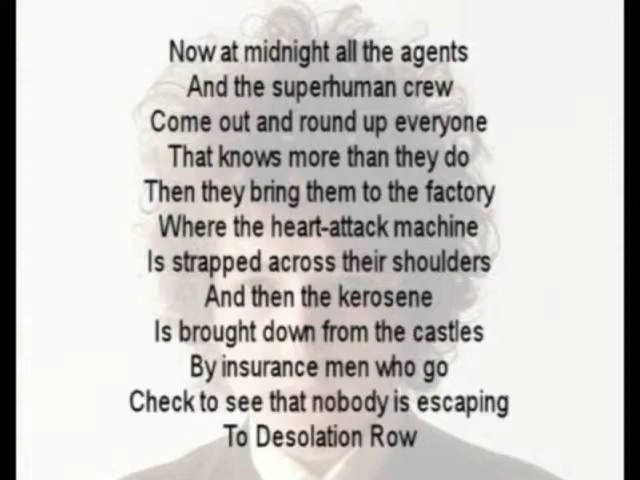 Now at midnight all the agents
And the superhuman crew
Come out and round up everyone
That knows more than they do
Then they bring them to the factory
Where the heart-attack machine
Is strapped across their shoulders
And then the kerosene
Is brought down from the castles
By insurance men who go
Check to see that nobody is escaping
To Desolation Row